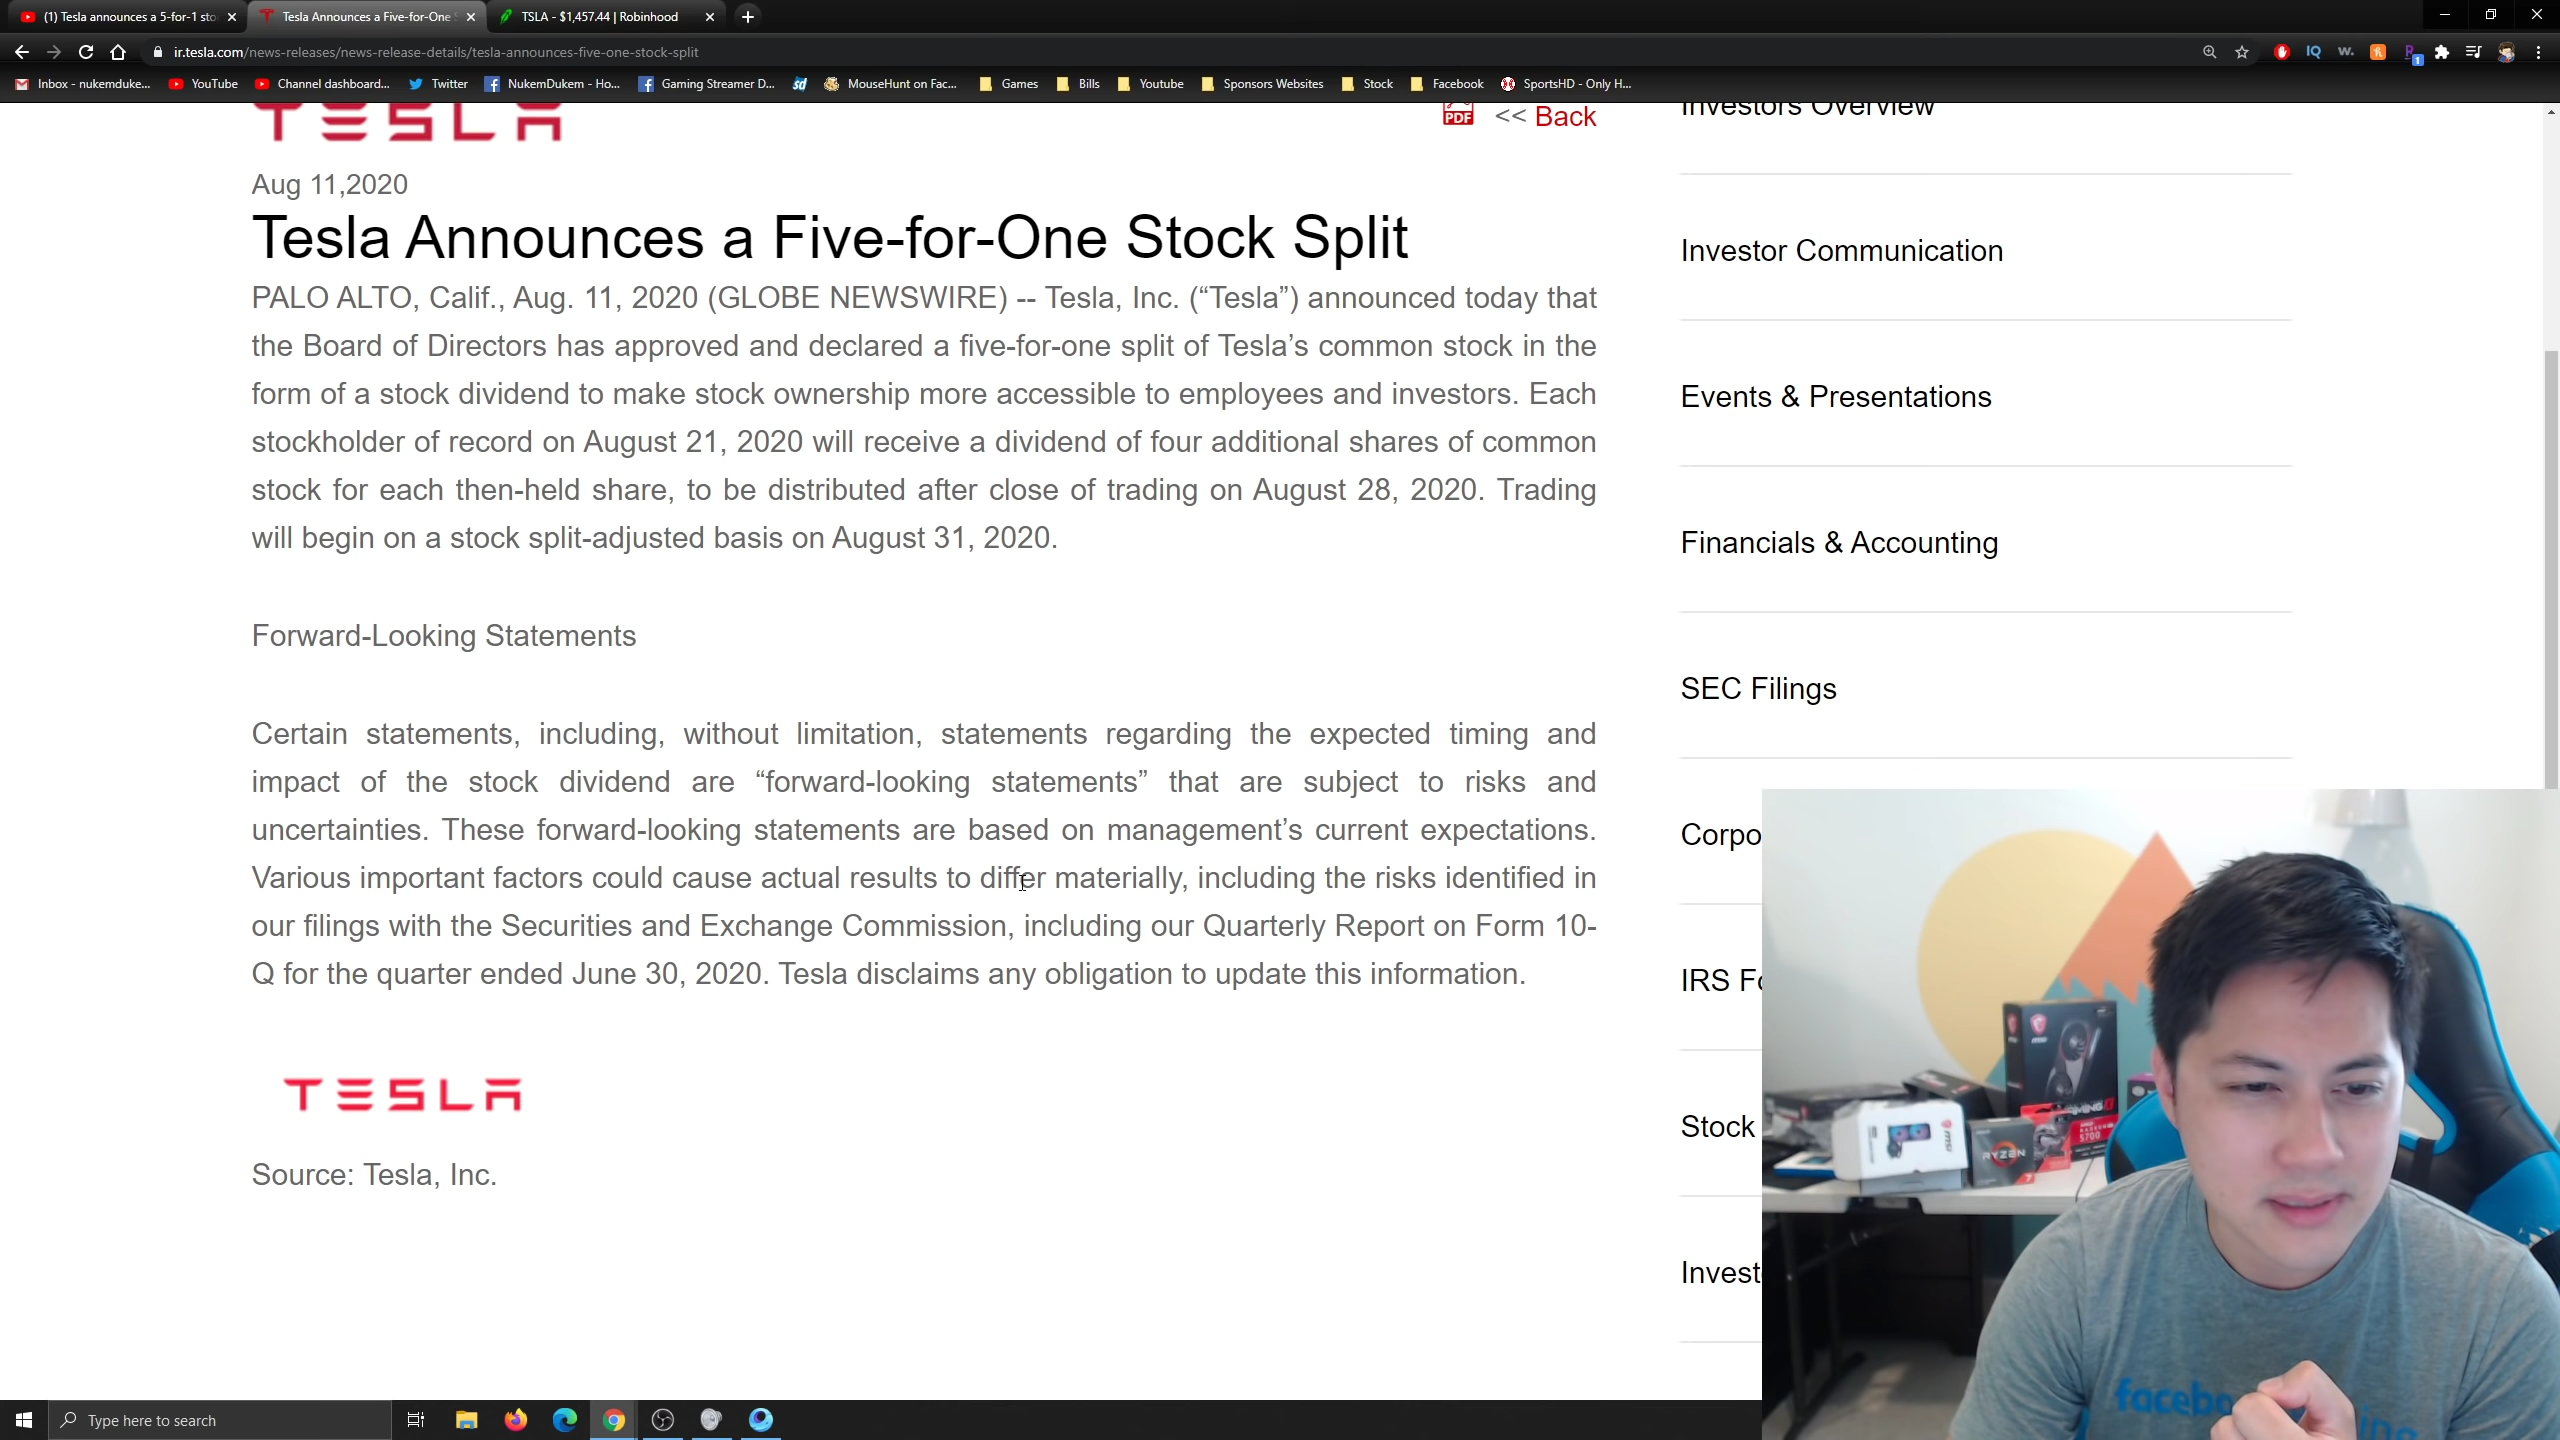 (1) Tesla announces a 5-for-1 sto
Tesla Announces a Five-for-One S
TSLA - $1,457.44 | Robinhood
ir.tesla.com/news-releases/news-release-details/tesla-announces-five-one-stock-split
Inbox - nukemduke... YouTube Channel dashboard... Twitter NukemDukem - Ho... Gaming Streamer D... sd MouseHunt on Fac... Games Bills Youtube Sponsors Websites Stock Facebook SportsHD - Only H...
TESLA
PDF << Back
Aug 11,2020
Tesla Announces a Five-for-One Stock Split
PALO ALTO, Calif., Aug. 11, 2020 (GLOBE NEWSWIRE) -- Tesla, Inc. (“Tesla”) announced today that
the Board of Directors has approved and declared a five-for-one split of Tesla’s common stock in the
form of a stock dividend to make stock ownership more accessible to employees and investors. Each
stockholder of record on August 21, 2020 will receive a dividend of four additional shares of common
stock for each then-held share, to be distributed after close of trading on August 28, 2020. Trading
will begin on a stock split-adjusted basis on August 31, 2020.
Forward-Looking Statements
Certain statements, including, without limitation, statements regarding the expected timing and
impact of the stock dividend are “forward-looking statements” that are subject to risks and
uncertainties. These forward-looking statements are based on management’s current expectations.
Various important factors could cause actual results to differ materially, including the risks identified in
our filings with the Securities and Exchange Commission, including our Quarterly Report on Form 10-
Q for the quarter ended June 30, 2020. Tesla disclaims any obligation to update this information.
TESLA
Source: Tesla, Inc.
Investors Overview
Investor Communication
Events & Presentations
Financials & Accounting
SEC Filings
Corpo
IRS Fo
Stock
Invest
RYZEN
RADEON
5700
msi
facebo
ing
Type here to search